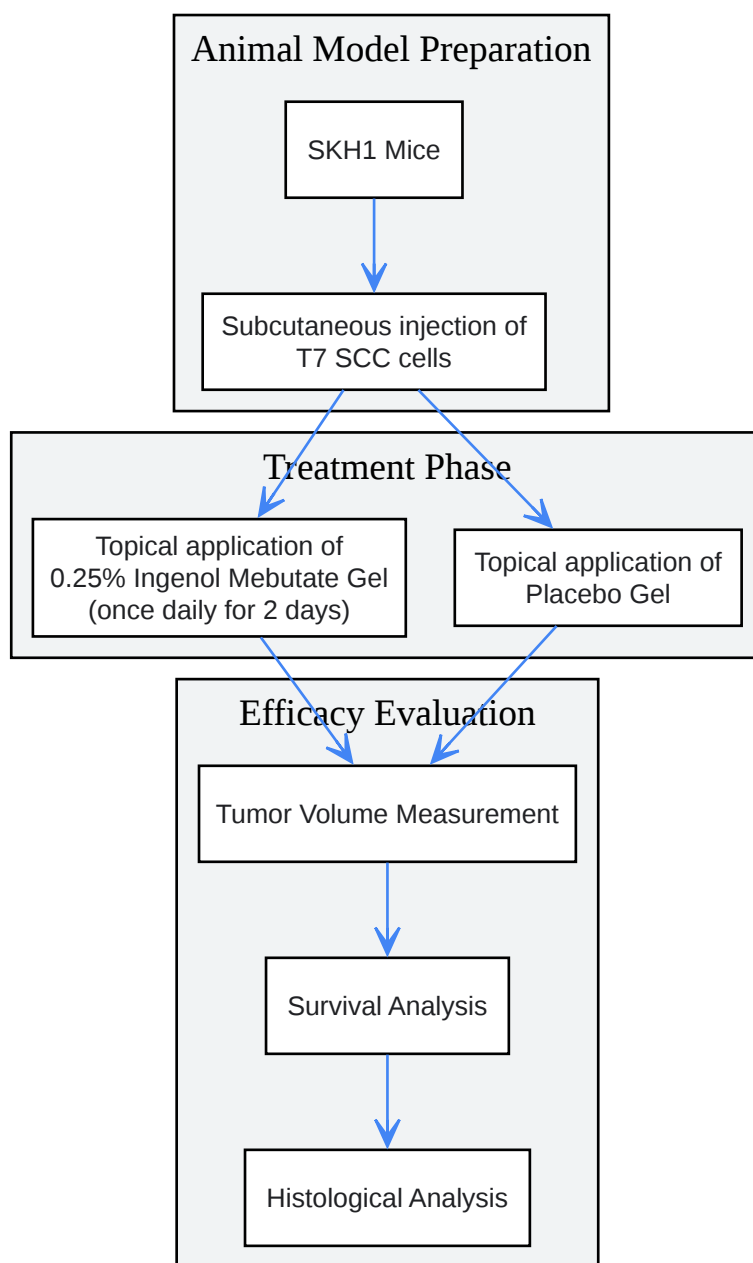 Animal Model Preparation
SKH1 Mice
Subcutaneous injection of
T7 SCC cells
Treatment Phase
Topical application of
0.25% Ingenol Mebutate Gel
(once daily for 2 days)
Topical application of
Placebo Gel
Efficacy Evaluation
Tumor Volume Measurement
Survival Analysis
Histological Analysis